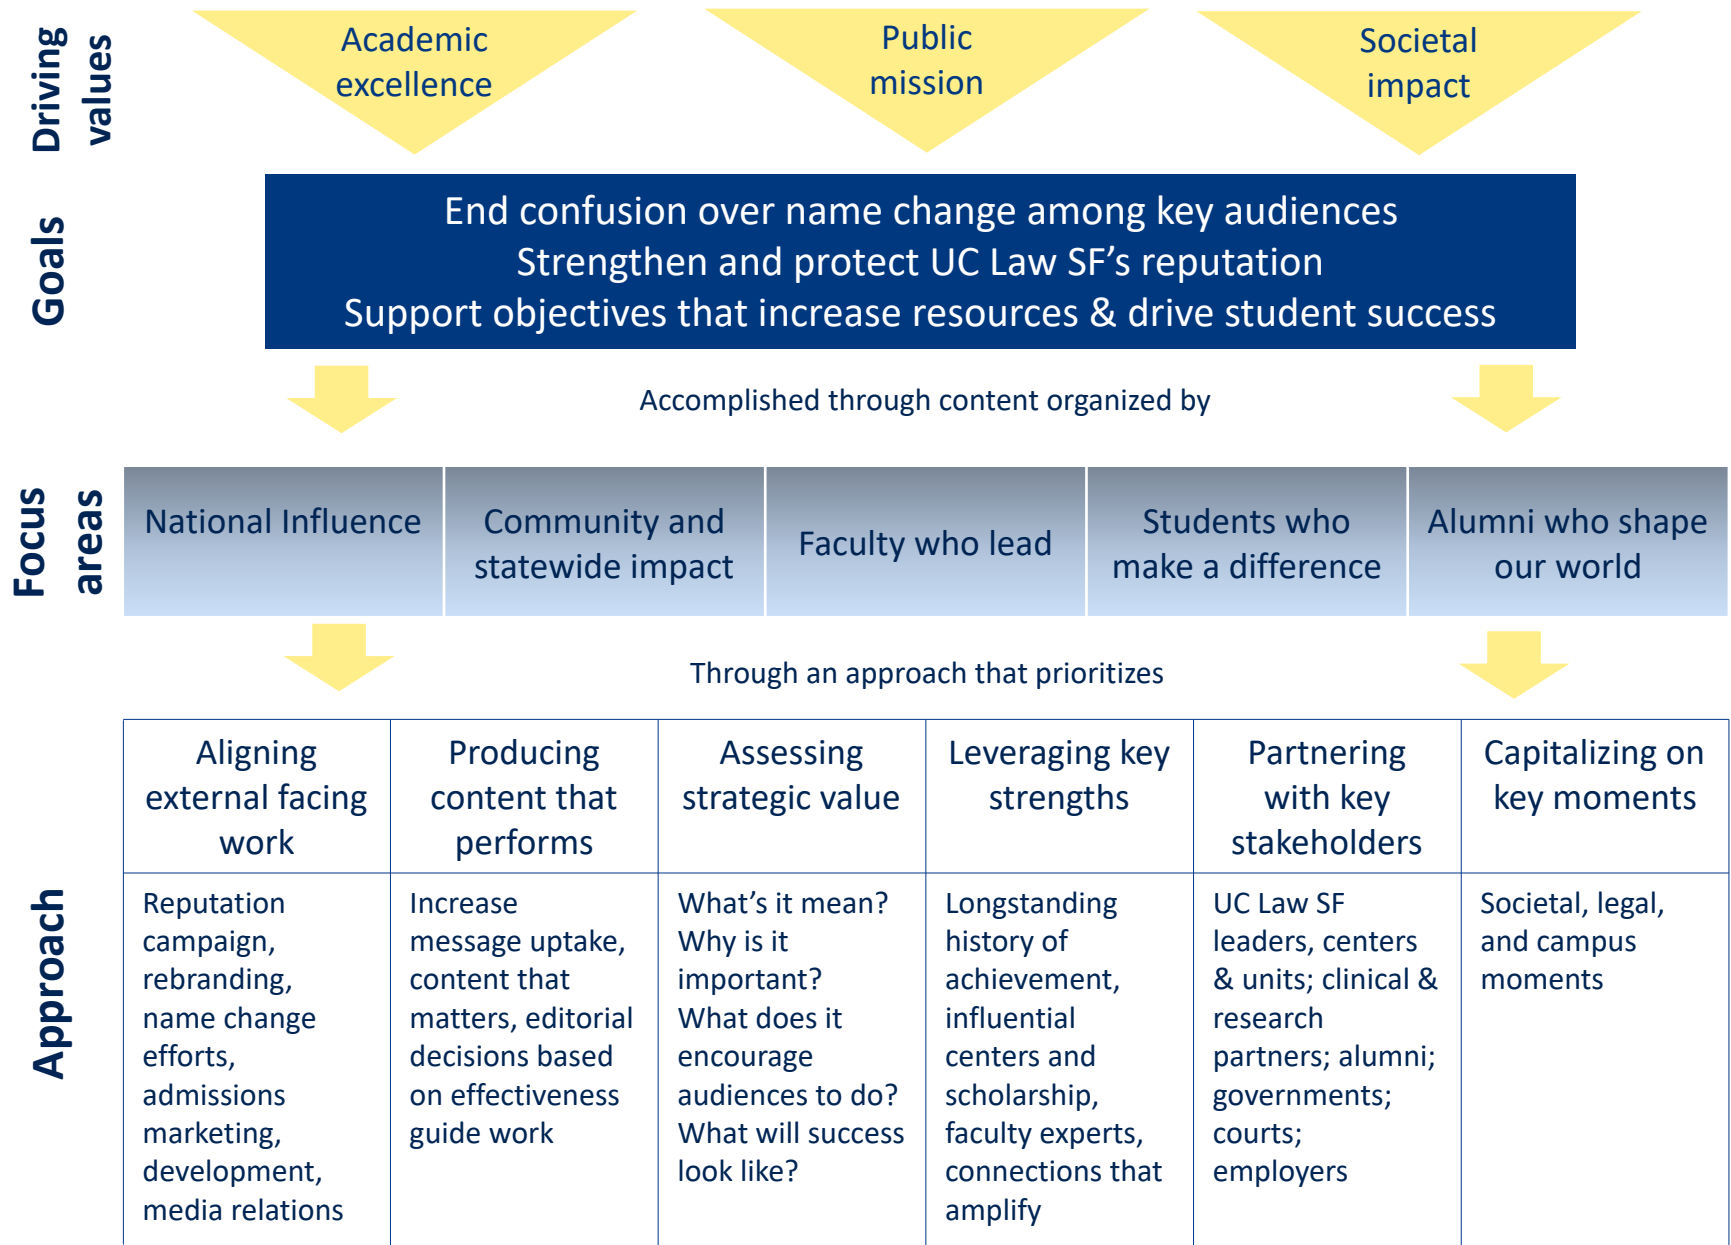 Driving
values
Academic
excellence
Public
mission
Societal
impact
Goals
End confusion over name change among key audiences
Strengthen and protect UC Law SF’s reputation
Support objectives that increase resources & drive student success
Accomplished through content organized by
Focus
areas
National Influence
Community and
statewide impact
Faculty who lead
Students who
make a difference
Alumni who shape
our world
Through an approach that prioritizes
Approach
Aligning
external facing
work
Producing
content that
performs
Assessing
strategic value
Leveraging key
strengths
Partnering
with key
stakeholders
Capitalizing on
key moments
Reputation
campaign,
rebranding,
name change
efforts,
admissions
marketing,
development,
media relations
Increase
message uptake,
content that
matters, editorial
decisions based
on effectiveness
guide work
What’s it mean?
Why is it
important?
What does it
encourage
audiences to do?
What will success
look like?
Longstanding
history of
achievement,
influential
centers and
scholarship,
faculty experts,
connections that
amplify
UC Law SF
leaders, centers
& units; clinical &
research
partners; alumni;
governments;
courts;
employers
Societal, legal,
and campus
moments